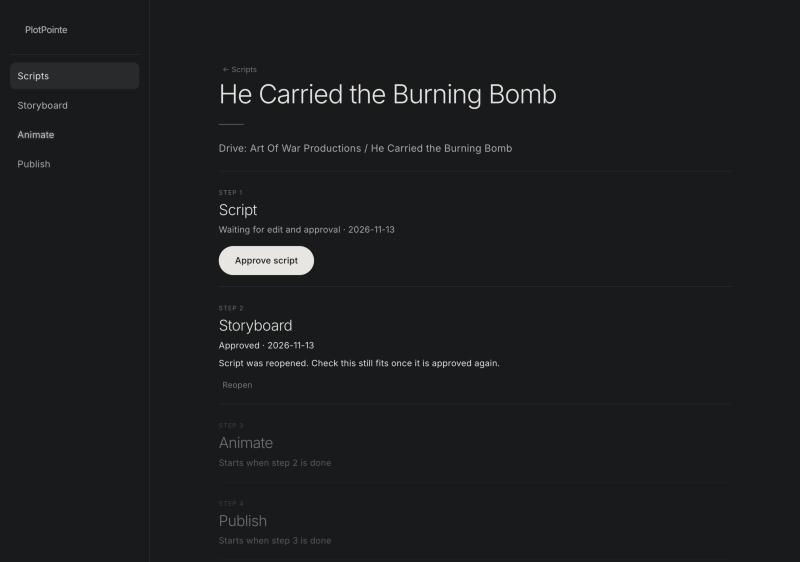 PlotPointe
Scripts
Storyboard
Animate
Publish
← Scripts
He Carried the Burning Bomb
Drive: Art Of War Productions / He Carried the Burning Bomb
STEP 1
Script
Waiting for edit and approval · 2026-11-13
Approve script
STEP 2
Storyboard
Approved · 2026-11-13
Script was reopened. Check this still fits once it is approved again.
Reopen
STEP 3
Animate
Starts when step 2 is done
STEP 4
Publish
Starts when step 3 is done